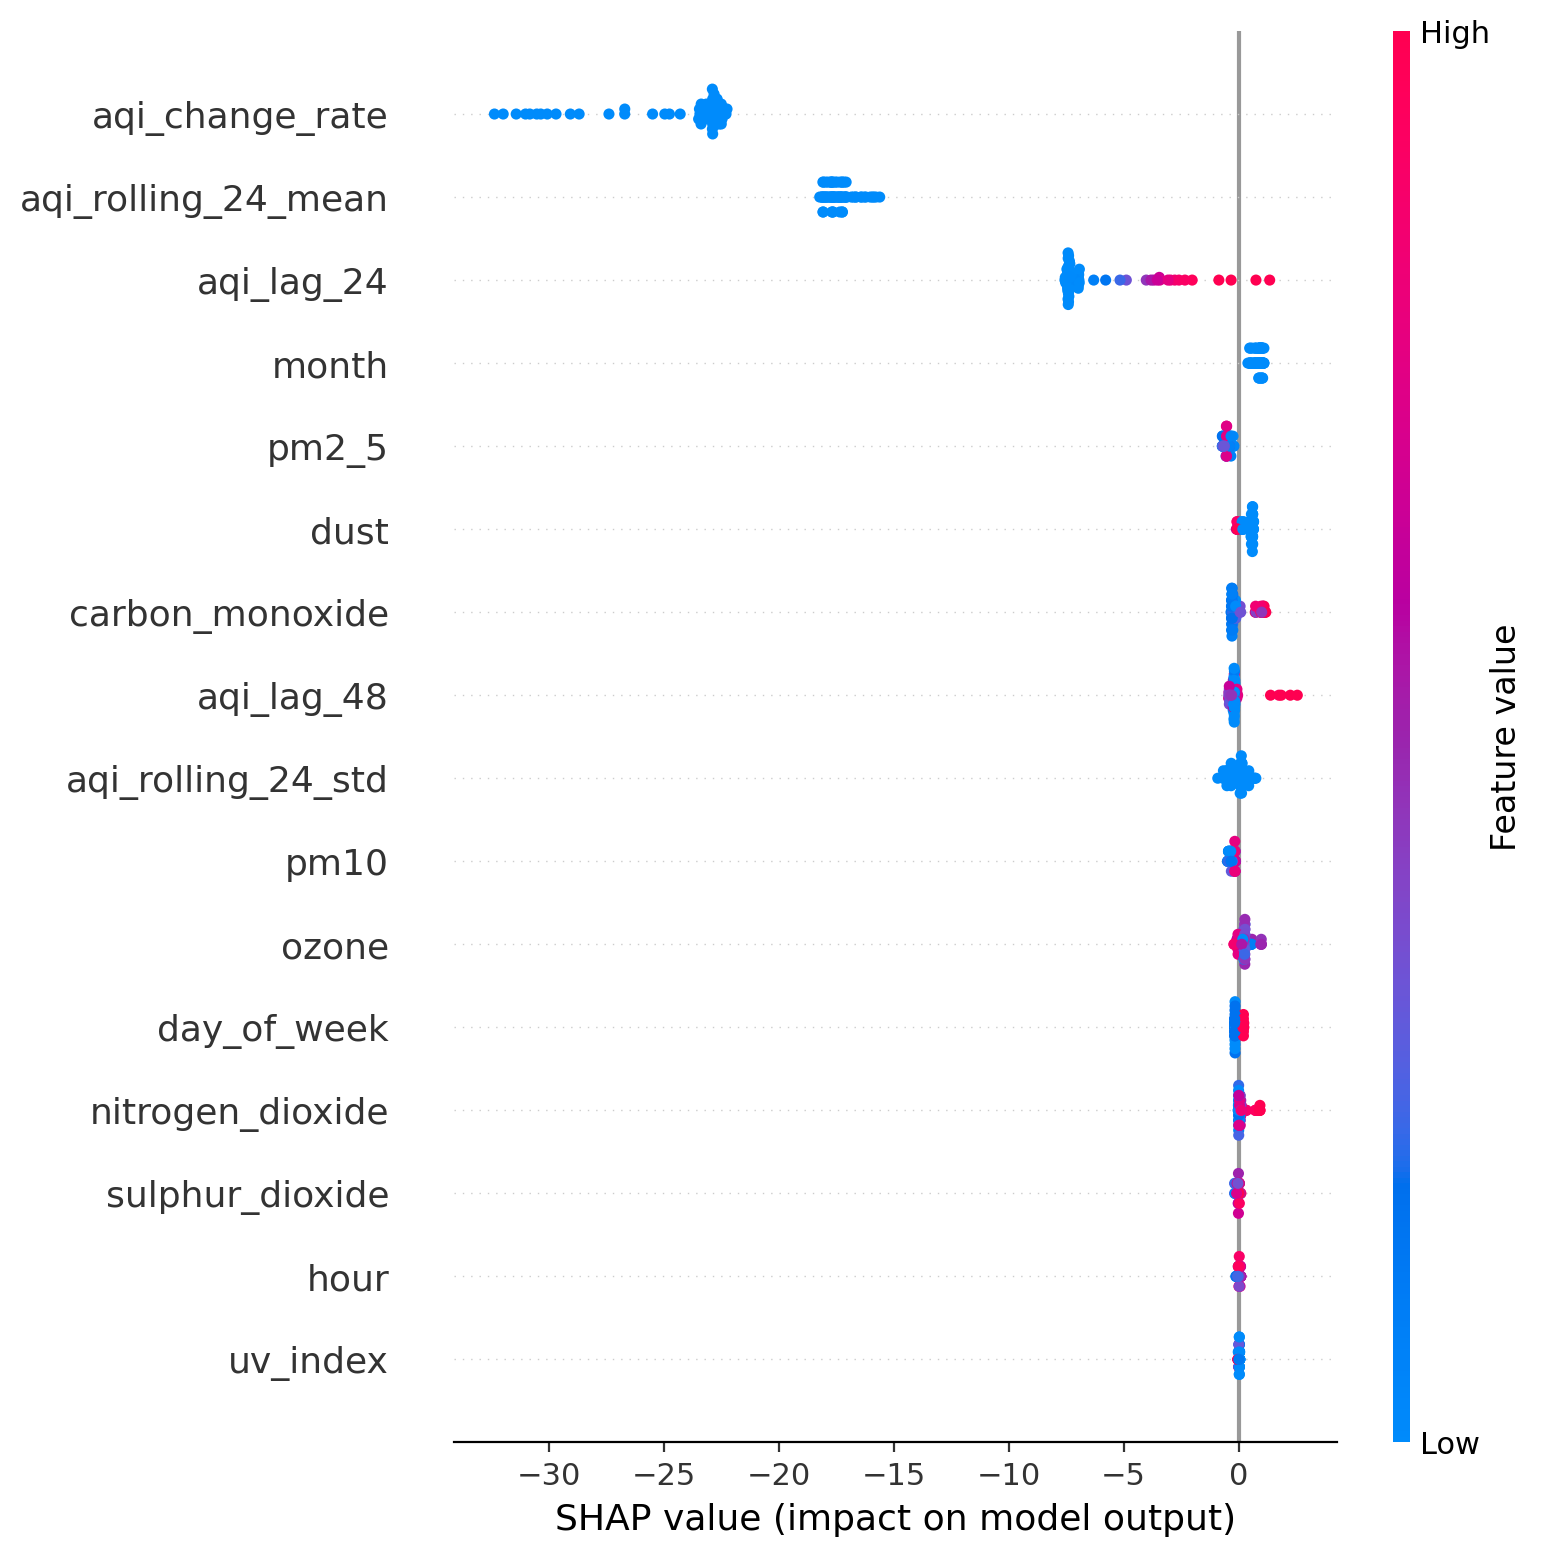 High
aqi_change_rate
aqi_rolling_24_mean
aqi_lag_24
month
pm2_5
dust
carbon_monoxide
aqi_lag_48
aqi_rolling_24_std
pm10
ozone
day_of_week
nitrogen_dioxide
sulphur_dioxide
hour
uv_index
Feature value
Low
−30 −25 −20 −15 −10 −5 0
SHAP value (impact on model output)